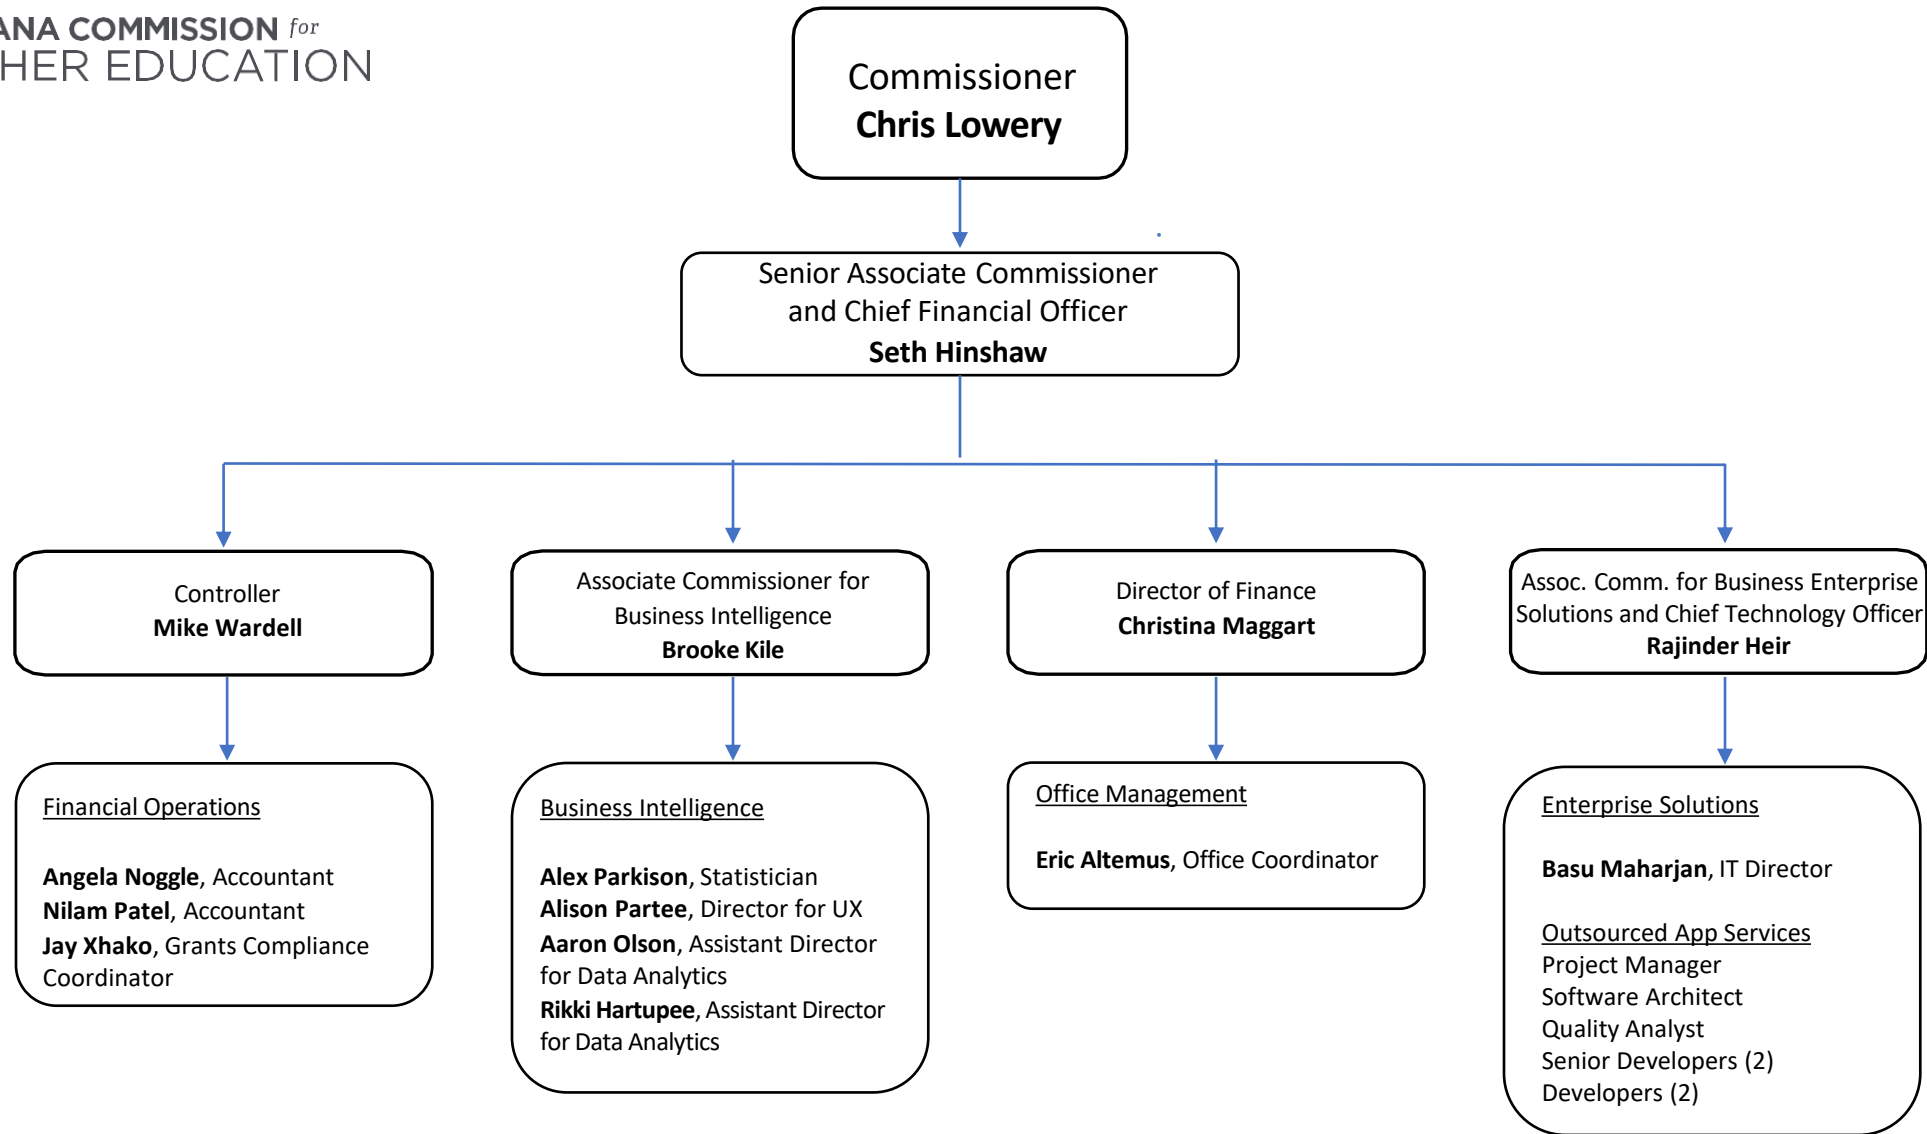 ANA COMMISSION for
HER EDUCATION
Commissioner
Chris Lowery
Senior Associate Commissioner
and Chief Financial Officer
Seth Hinshaw
Controller
Mike Wardell
Associate Commissioner for
Business Intelligence
Brooke Kile
Director of Finance
Christina Maggart
Assoc. Comm. for Business Enterprise
Solutions and Chief Technology Officer
Rajinder Heir
Financial Operations
Angela Noggle, Accountant
Nilam Patel, Accountant
Jay Xhako, Grants Compliance
Coordinator
Business Intelligence
Alex Parkison, Statistician
Alison Partee, Director for UX
Aaron Olson, Assistant Director
for Data Analytics
Rikki Hartupee, Assistant Director
for Data Analytics
Office Management
Eric Altemus, Office Coordinator
Enterprise Solutions
Basu Maharjan, IT Director
Outsourced App Services
Project Manager
Software Architect
Quality Analyst
Senior Developers (2)
Developers (2)